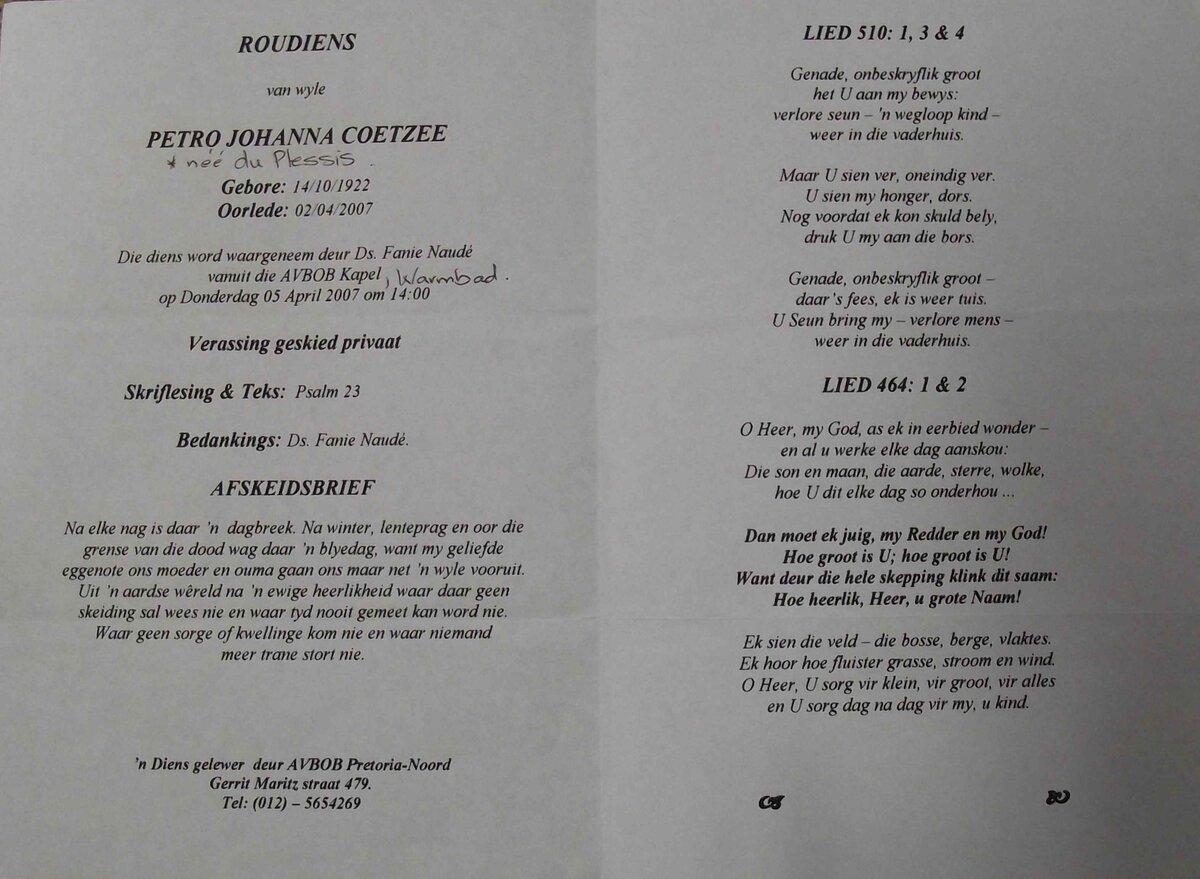 ROUDIENS
van wyle
PETRO JOHANNA COETZEE
* neé du Plessis.
Gebore: 14/10/1922
Oorlede: 02/04/2007
Die diens word waargeneem deur Ds. Fanie Naudé
vanuit die AVBOB Kapel, Warmbad.
op Donderdag 05 April 2007 om 14:00
Verassing geskied privaat
Skriflesing & Teks: Psalm 23
Bedankings: Ds. Fanie Naudé.
AFSKEIDSBRIEF
Na elke nag is daar 'n dagbreek. Na winter, lenteprag en oor die
grense van die dood wag daar 'n blyedag, want my geliefde
eggenote ons moeder en ouma gaan ons maar net 'n wyle vooruit.
Uit 'n aardse wêreld na 'n ewige heerlikheid waar daar geen
skeiding sal wees nie en waar tyd nooit gemeet kan word nie.
Waar geen sorge of kwellinge kom nie en waar niemand
meer trane stort nie.
'n Diens gelewer deur AVBOB Pretoria-Noord
Gerrit Maritz straat 479.
Tel: (012) – 5654269
LIED 510: 1, 3 & 4
Genade, onbeskryflik groot
het U aan my bewys:
verlore seun – 'n wegloop kind –
weer in die vaderhuis.
Maar U sien ver, oneindig ver.
U sien my honger, dors.
Nog voordat ek kon skuld bely,
druk U my aan die bors.
Genade, onbeskryflik groot –
daar's fees, ek is weer tuis.
U Seun bring my – verlore mens –
weer in die vaderhuis.
LIED 464: 1 & 2
O Heer, my God, as ek in eerbied wonder –
en al u werke elke dag aanskou:
Die son en maan, die aarde, sterre, wolke,
hoe U dit elke dag so onderhou ...
Dan moet ek juig, my Redder en my God!
Hoe groot is U; hoe groot is U!
Want deur die hele skepping klink dit saam:
Hoe heerlik, Heer, u grote Naam!
Ek sien die veld – die bosse, berge, vlaktes.
Ek hoor hoe fluister grasse, stroom en wind.
O Heer, U sorg vir klein, vir groot, vir alles
en U sorg dag na dag vir my, u kind.